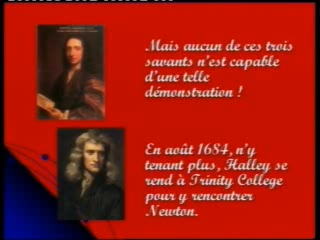 Mais aucun de ces trois
savants n'est capable
d'une telle
démonstration !
En août 1684, n'y
tenant plus, Halley se
rend à Trinity College
pour y rencontrer
Newton.